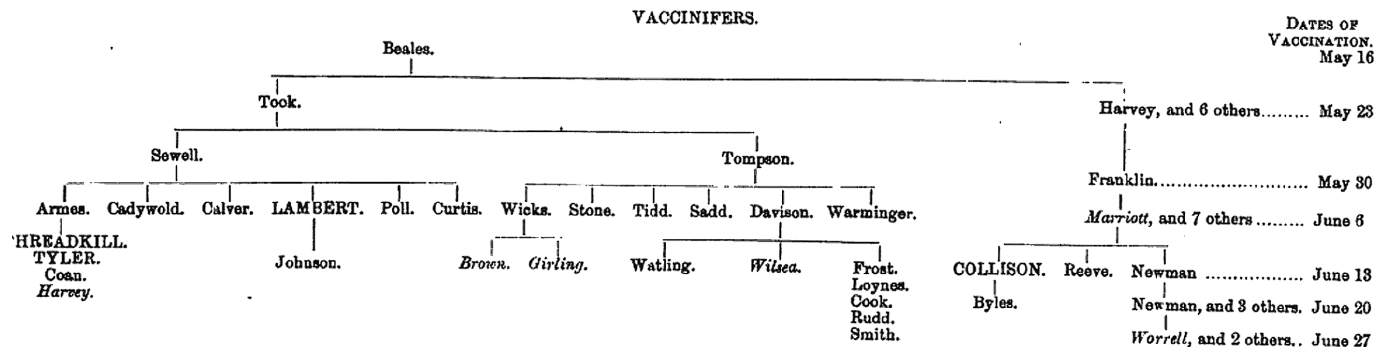 VACCINIFERS.
DATES OF
VACCINATION.
Beales. May 16
Took. Harvey, and 6 others......... May 23
Sewell. Tompson.
Franklin........................... May 30
Armes. Cadywold. Calver. LAMBERT. Poll. Curtis. Wicks. Stone. Tidd. Sadd. Davison. Warminger. Marriott, and 7 others ....... June 6
HREADKILL.
TYLER. Johnson. Brown. Girling. Watling. Wilsea. Frost. COLLISON. Reeve. Newman ................ June 13
Coan. Loynes.
Harvey. Cook. Byles. Newman, and 3 others. June 20
Rudd.
Smith. Worrell, and 2 others.. June 27